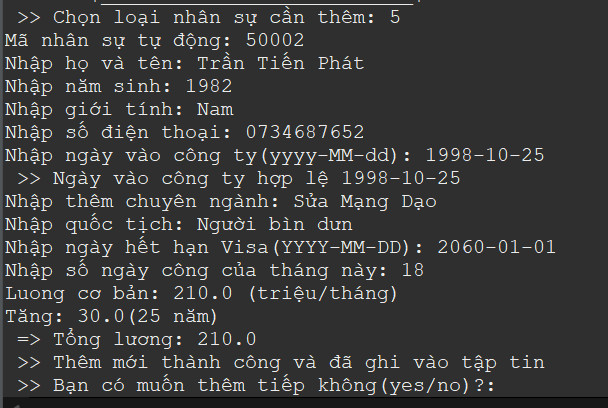 >> Chọn loại nhân sự cần thêm: 5
Mã nhân sự tự động: 50002
Nhập họ và tên: Trần Tiến Phát
Nhập năm sinh: 1982
Nhập giới tính: Nam
Nhập số điện thoại: 0734687652
Nhập ngày vào công ty(yyyy-MM-dd): 1998-10-25
>> Ngày vào công ty hợp lệ 1998-10-25
Nhập thêm chuyên ngành: Sửa Mạng Dạo
Nhập quốc tịch: Người bìn dưn
Nhập ngày hết hạn Visa(YYYY-MM-DD): 2060-01-01
Nhập số ngày công của tháng này: 18
Luong cơ bản: 210.0 (triệu/tháng)
Tăng: 30.0(25 năm)
=> Tổng lương: 210.0
>> Thêm mới thành công và đã ghi vào tập tin
>> Bạn có muốn thêm tiếp không(yes/no)?: